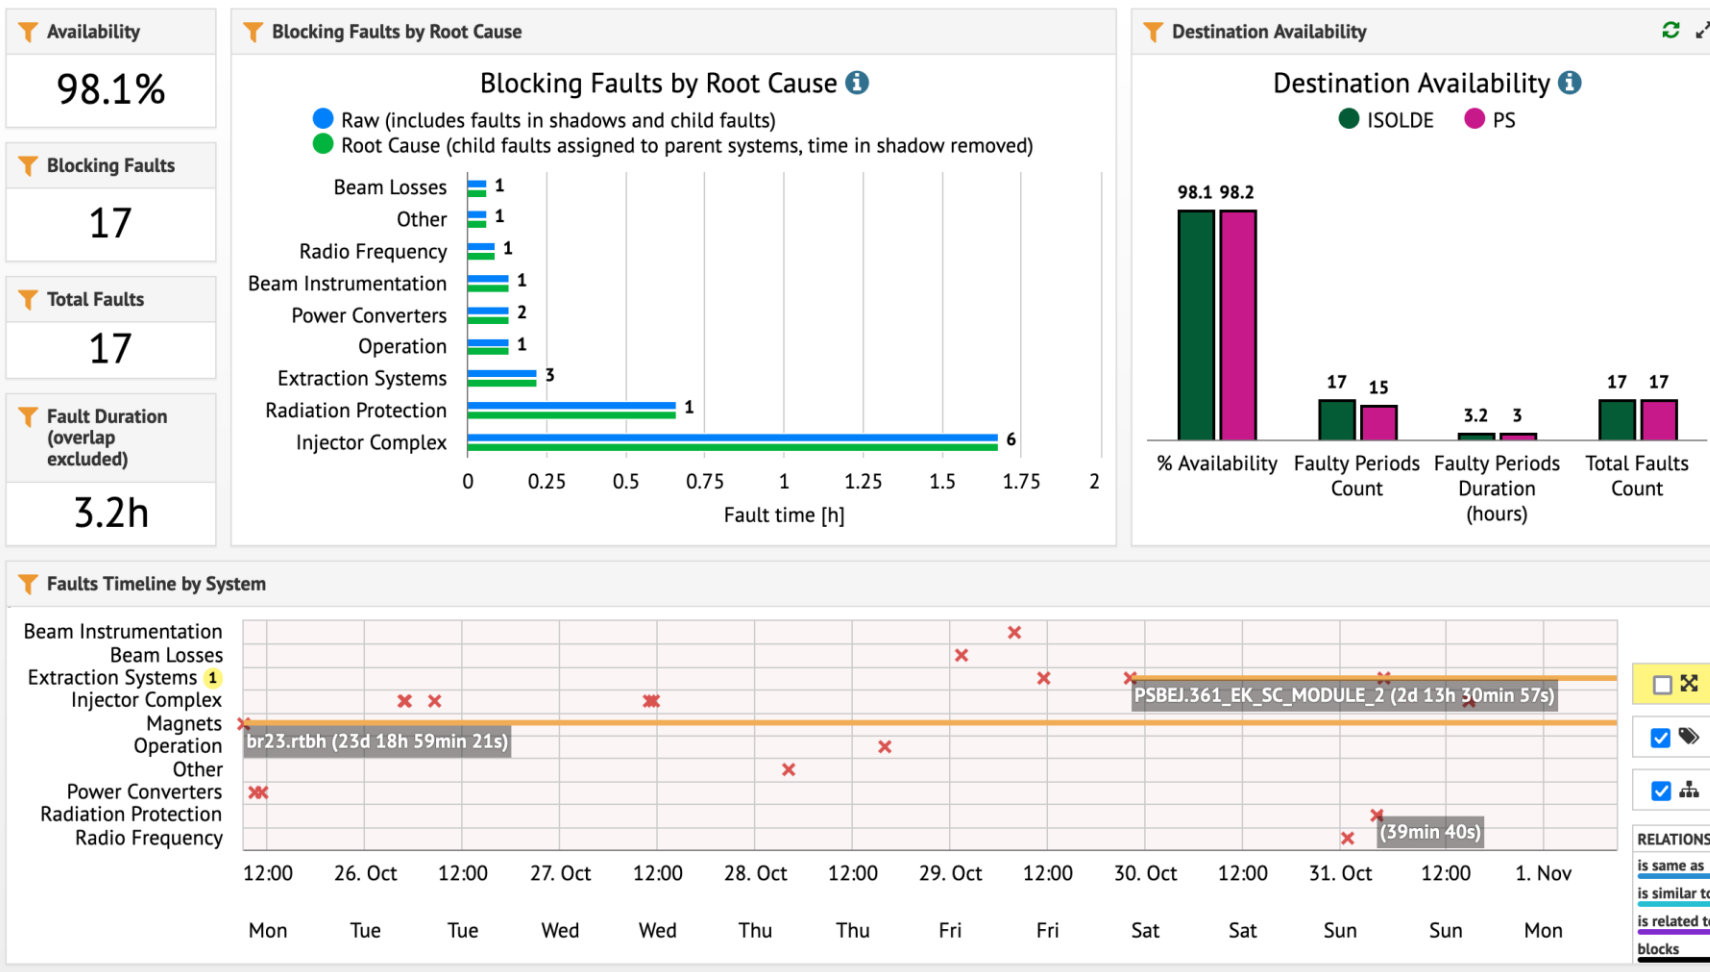 Availability
98.1%
Blocking Faults
17
Total Faults
17
Fault Duration
(overlap
excluded)
3.2h
Blocking Faults by Root Cause
Blocking Faults by Root Cause i
Raw (includes faults in shadows and child faults)
Root Cause (child faults assigned to parent systems, time in shadow removed)
Beam Losses 1
Other 1
Radio Frequency 1
Beam Instrumentation 1
Power Converters 2
Operation 1
Extraction Systems 3
Radiation Protection 1
Injector Complex 6
0 0.25 0.5 0.75 1 1.25 1.5 1.75 2
Fault time [h]
Destination Availability
Destination Availability i
ISOLDE PS
98.1 98.2
17 15
3.2 3
17 17
% Availability
Faulty Periods
Count
Faulty Periods
Duration
(hours)
Total Faults
Count
Faults Timeline by System
Beam Instrumentation
Beam Losses
Extraction Systems 1
PSBEJ.361_EK_SC_MODULE_2 (2d 13h 30min 57s)
Injector Complex
Magnets
br23.rtbh (23d 18h 59min 21s)
Operation
Other
Power Converters
Radiation Protection
(39min 40s)
Radio Frequency
12:00 26. Oct 12:00 27. Oct 12:00 28. Oct 12:00 29. Oct 12:00 30. Oct 12:00 31. Oct 12:00 1. Nov
Mon Tue Tue Wed Wed Thu Thu Fri Fri Sat Sat Sun Sun Mon
RELATIONS
is same as
is similar to
is related to
blocks